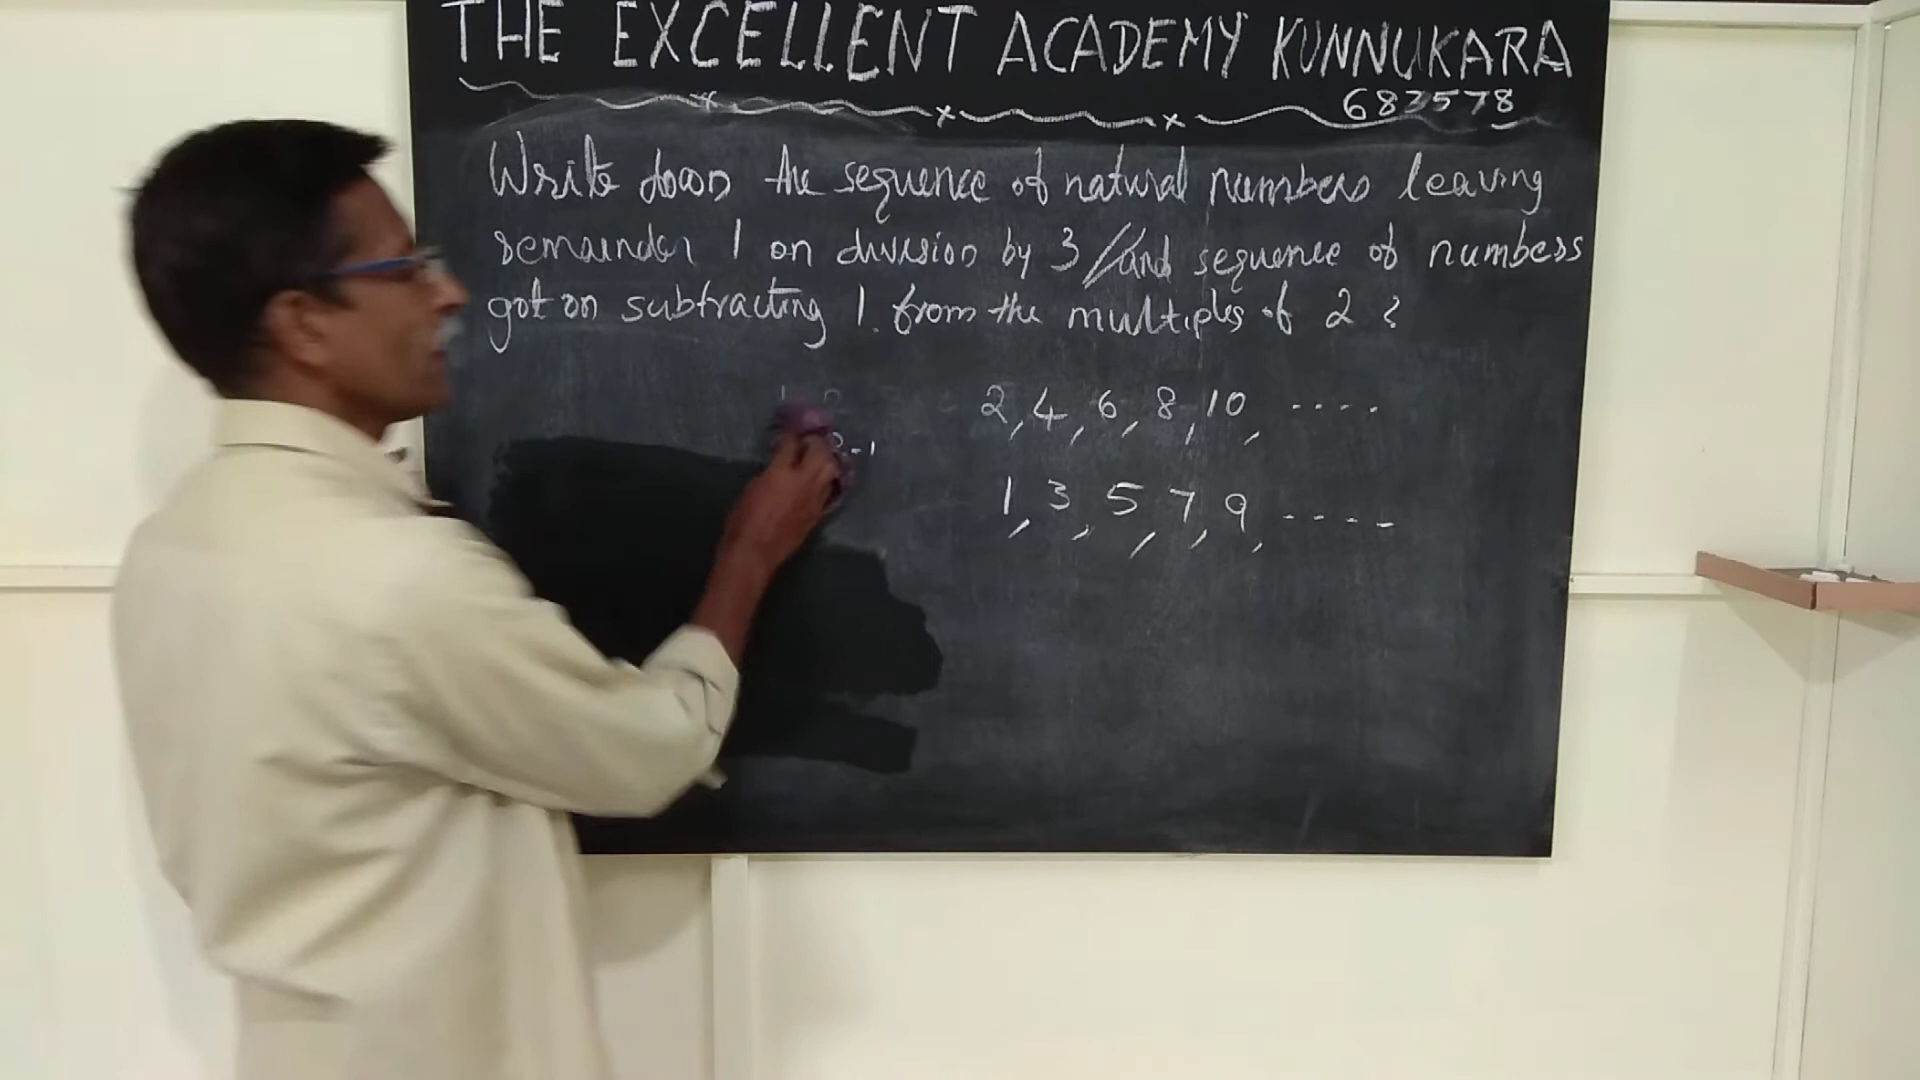 THE EXCELLENT ACADEMY KUNNUKARA
683578
Write down the sequence of natural numbers leaving
remainder 1 on division by 3 / and sequence of numbers
got on subtracting 1 from the multiples of 2 ?
2, 4, 6, 8, 10, ....
-1
1, 3, 5, 7, 9, ----